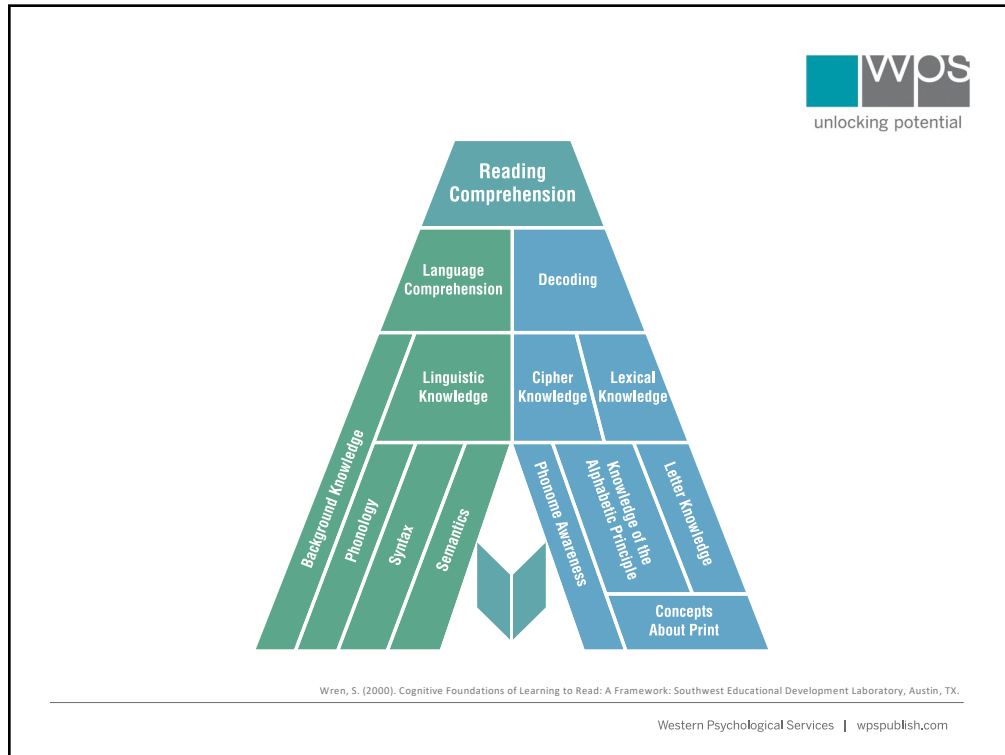 wps
unlocking potential
Reading
Comprehension
Language
Comprehension
Decoding
Linguistic
Knowledge
Cipher
Knowledge
Lexical
Knowledge
Background Knowledge
Phonology
Syntax
Semantics
Phonome Awareness
Knowledge of the
Alphabetic Principle
Letter Knowledge
Concepts
About Print
Wren, S. (2000). Cognitive Foundations of Learning to Read: A Framework: Southwest Educational Development Laboratory, Austin, TX.
Western Psychological Services | wpspublish.com